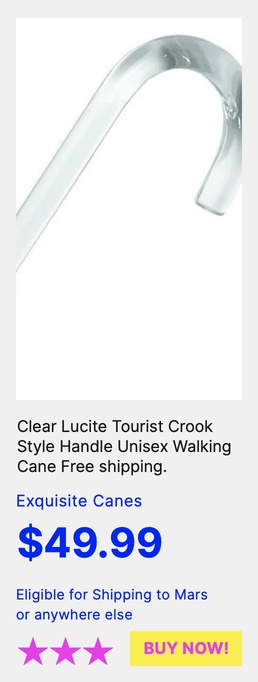 Clear Lucite Tourist Crook
Style Handle Unisex Walking
Cane Free shipping.
Exquisite Canes
$49.99
Eligible for Shipping to Mars
or anywhere else
BUY NOW!